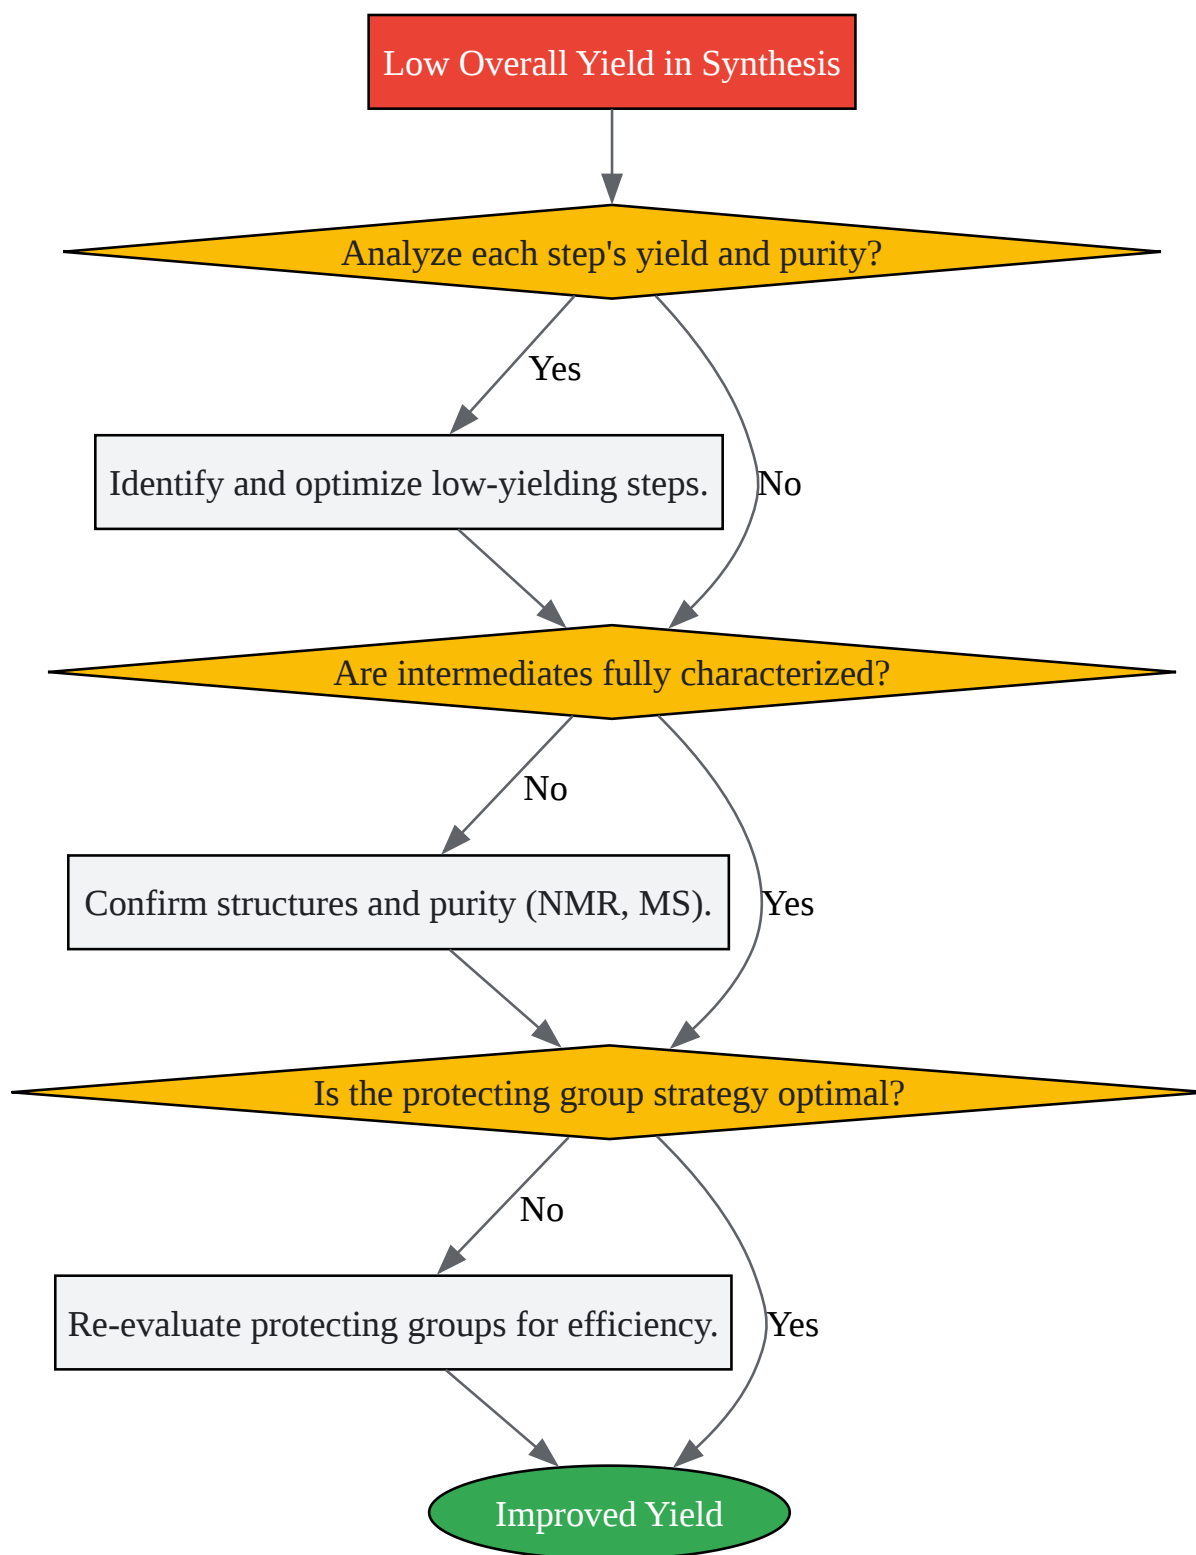 Low Overall Yield in Synthesis
Analyze each step's yield and purity?
Yes
Identify and optimize low-yielding steps.
No
Are intermediates fully characterized?
No
Confirm structures and purity (NMR, MS).
Yes
Is the protecting group strategy optimal?
No
Re-evaluate protecting groups for efficiency.
Yes
Improved Yield